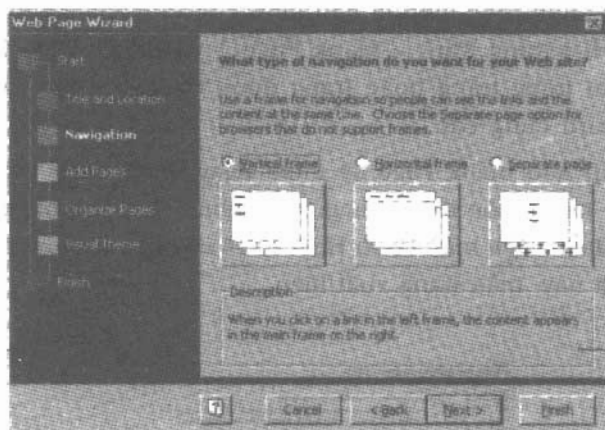 Web Page Wizard
Start
Title and Location
Navigation
Add Pages
Organize Pages
Visual Theme
Finish
What type of navigation do you want for your Web site?
Use a frame for navigation so people can see the links and the
content at the same time. Choose the Separate page option for
browsers that do not support frames.
Vertical frame
Horizontal frame
Separate page
Description
When you click on a link in the left frame, the content appears
in the main frame on the right.
Cancel
< Back
Next >
Finish